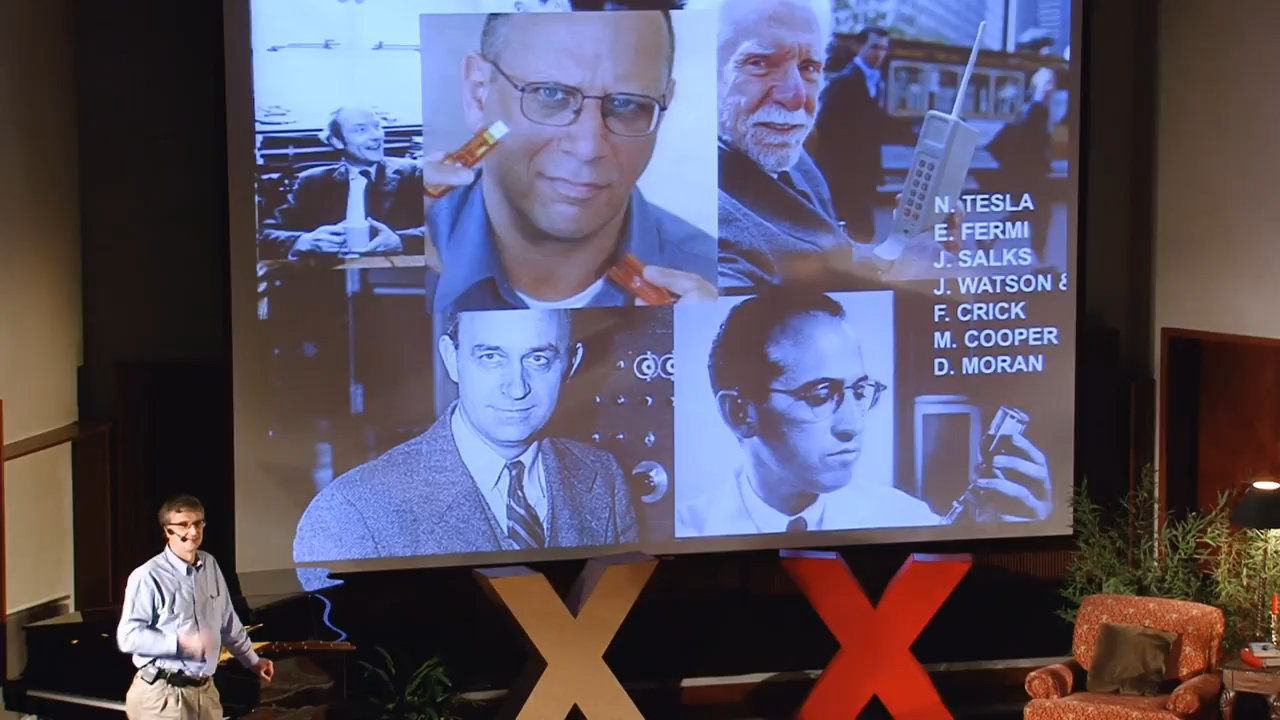 N. TESLA
E. FERMI
J. SALKS
J. WATSON &
F. CRICK
M. COOPER
D. MORAN
X X